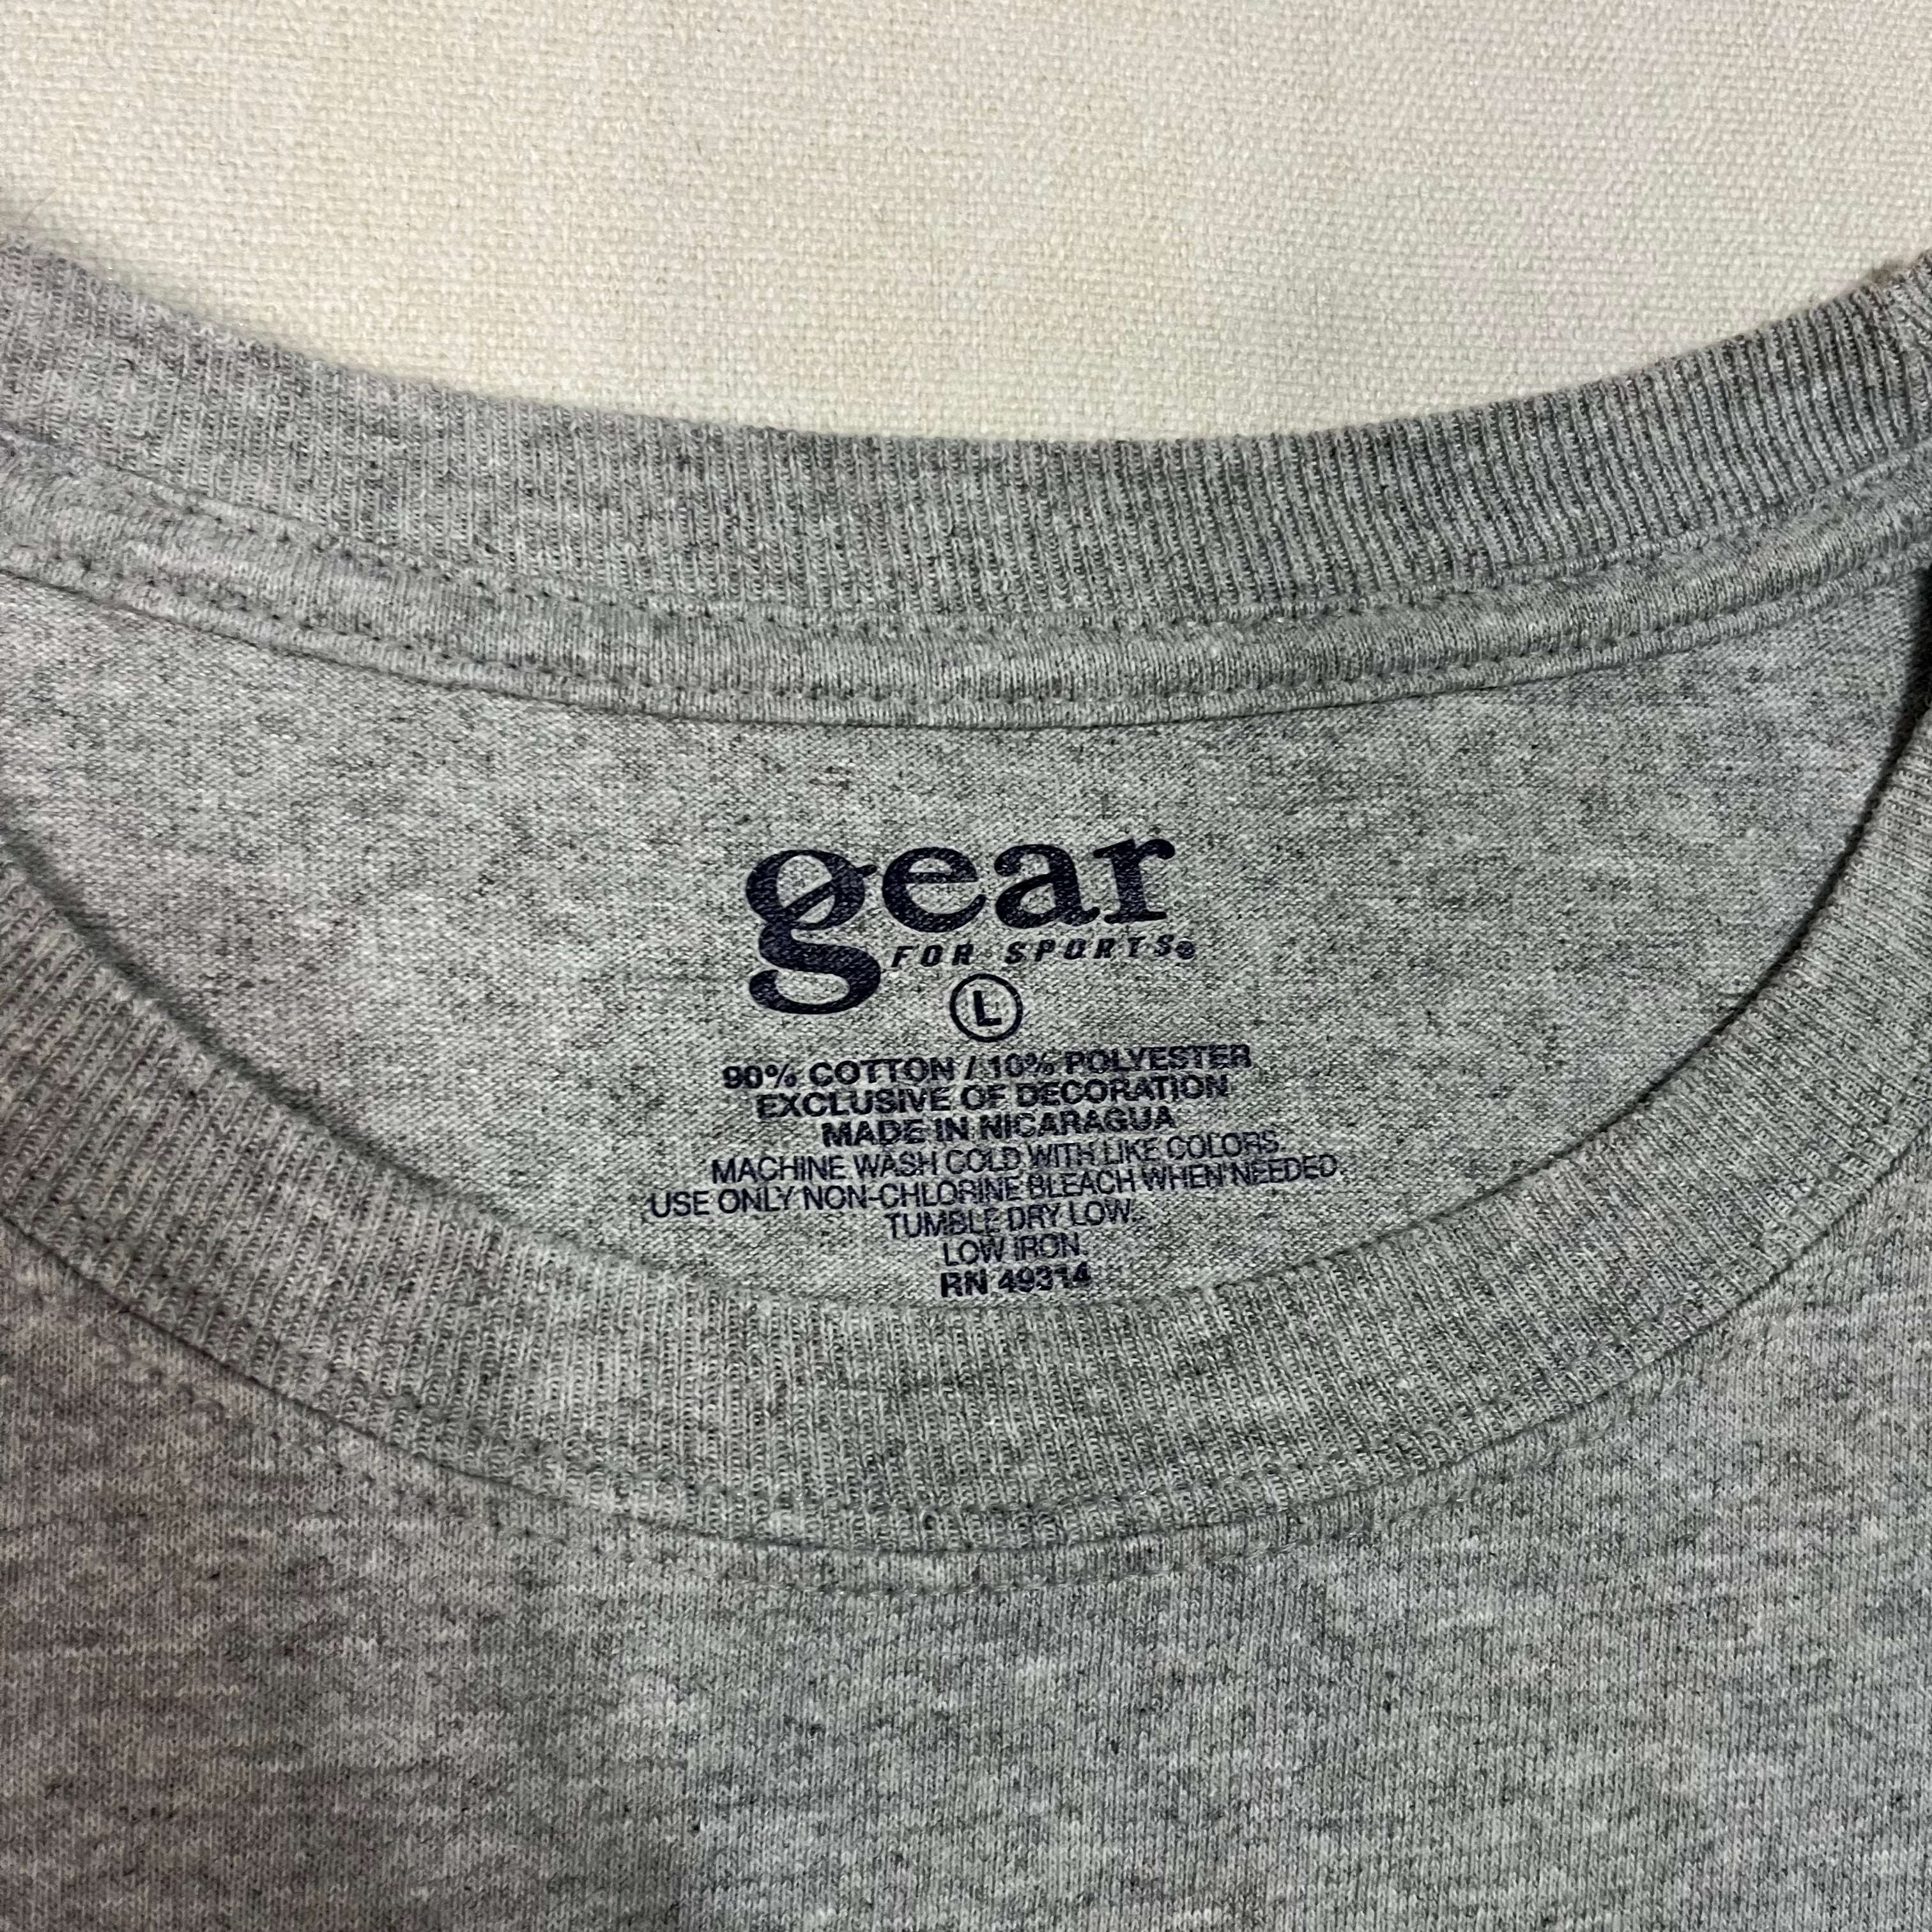 gear
FOR SPORTS®
L
90% COTTON / 10% POLYESTER
EXCLUSIVE OF DECORATION
MADE IN NICARAGUA
MACHINE WASH COLD WITH LIKE COLORS.
USE ONLY NON-CHLORINE BLEACH WHEN NEEDED.
TUMBLE DRY LOW.
LOW IRON.
RN 49314